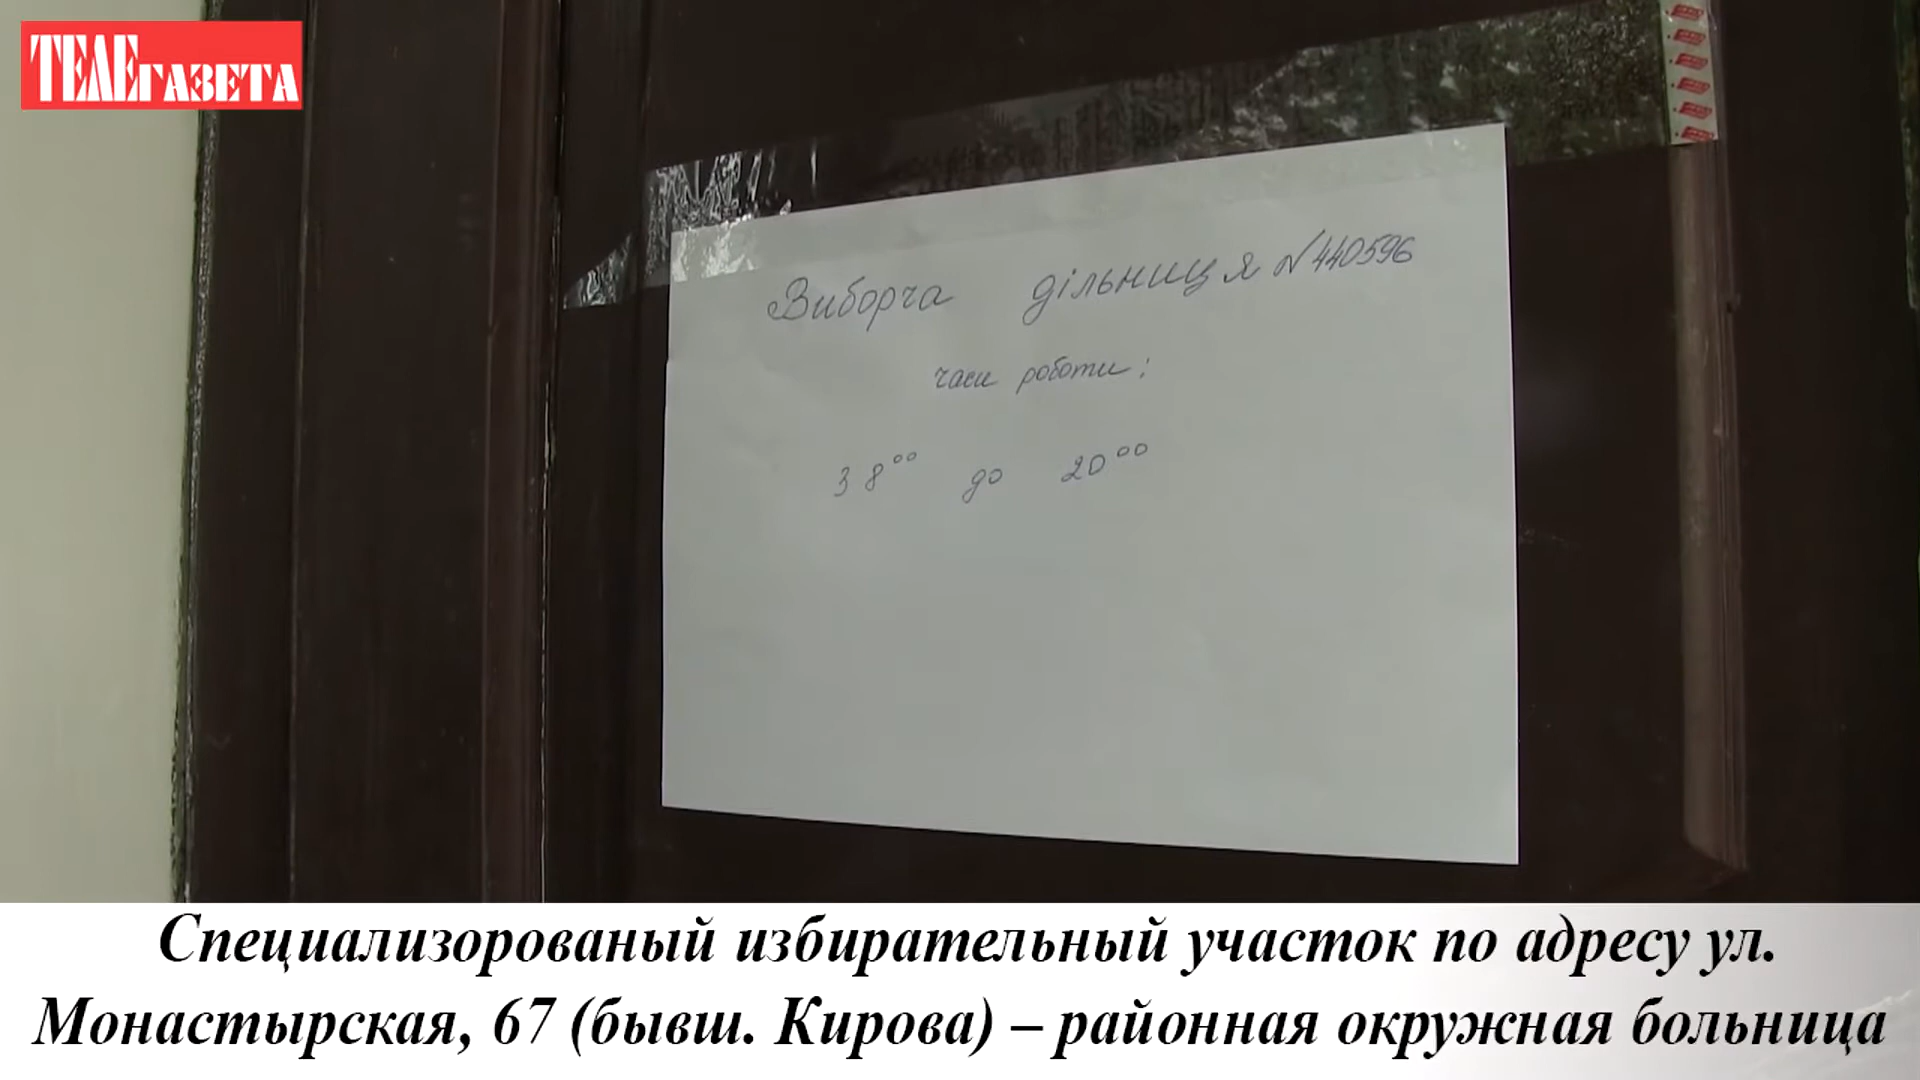 ТЕЛЕГАЗЕТА
Виборча дільниця №440596
часи роботи:
З 8⁰⁰ до 20⁰⁰
Специализорованый избирательный участок по адресу ул.
Монастырская, 67 (бывш. Кирова) – районная окружная больница